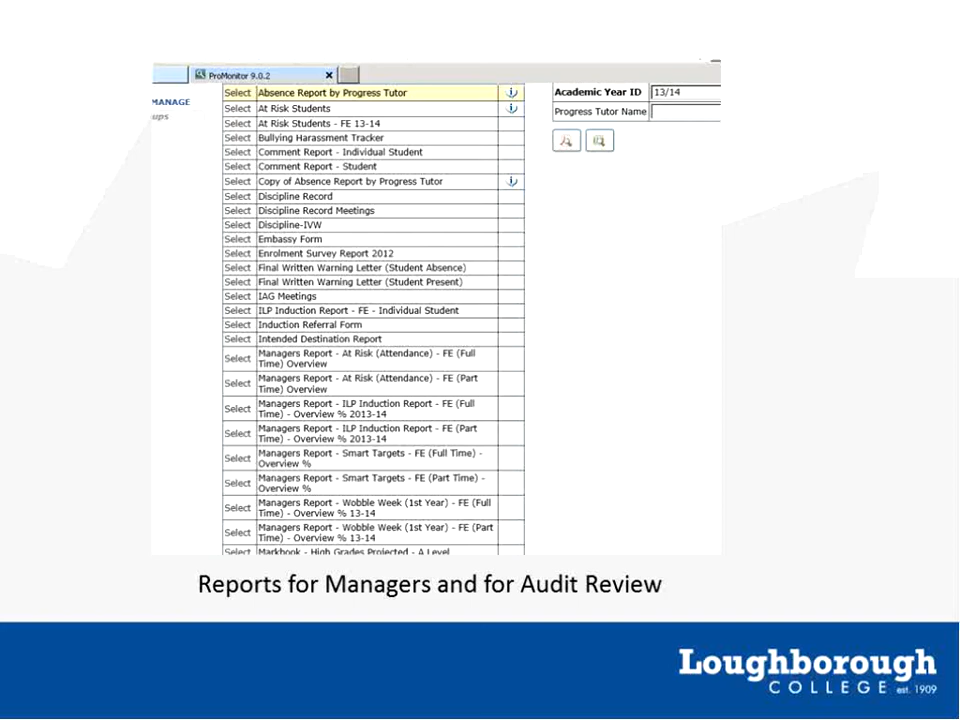 ProMonitor 9.0.2
MANAGE
ups
Select Absence Report by Progress Tutor
Select At Risk Students
Select At Risk Students - FE 13-14
Select Bullying Harassment Tracker
Select Comment Report - Individual Student
Select Comment Report - Student
Select Copy of Absence Report by Progress Tutor
Select Discipline Record
Select Discipline Record Meetings
Select Discipline-IVW
Select Embassy Form
Select Enrolment Survey Report 2012
Select Final Written Warning Letter (Student Absence)
Select Final Written Warning Letter (Student Present)
Select IAG Meetings
Select ILP Induction Report - FE - Individual Student
Select Induction Referral Form
Select Intended Destination Report
Select Managers Report - At Risk (Attendance) - FE (Full
Time) Overview
Select Managers Report - At Risk (Attendance) - FE (Part
Time) Overview
Select Managers Report - ILP Induction Report - FE (Full
Time) - Overview % 2013-14
Select Managers Report - ILP Induction Report - FE (Part
Time) - Overview % 2013-14
Select Managers Report - Smart Targets - FE (Full Time) -
Overview %
Select Managers Report - Smart Targets - FE (Part Time) -
Overview %
Select Managers Report - Wobble Week (1st Year) - FE (Full
Time) - Overview % 13-14
Select Managers Report - Wobble Week (1st Year) - FE (Part
Time) - Overview % 13-14
Select Markbook - High Grades Projected - A Level
Academic Year ID 13/14
Progress Tutor Name
Reports for Managers and for Audit Review
Loughborough
COLLEGE est. 1909